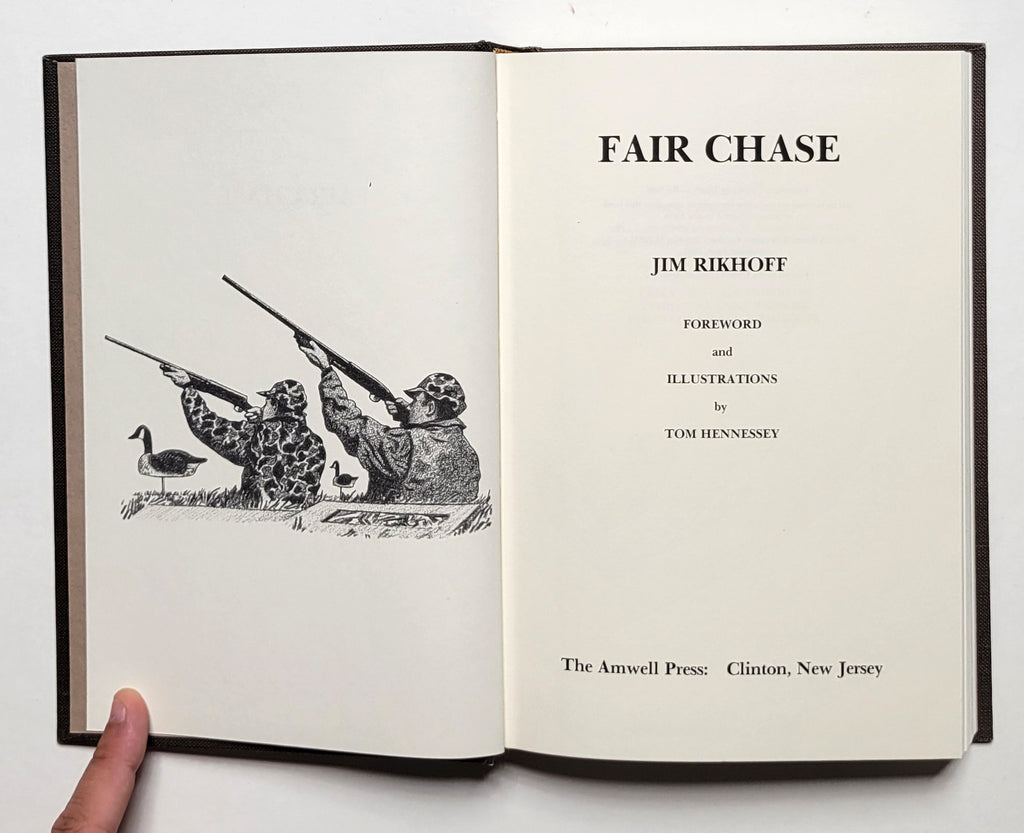 FAIR CHASE
JIM RIKHOFF
FOREWORD
and
ILLUSTRATIONS
by
TOM HENNESSEY
The Amwell Press: Clinton, New Jersey